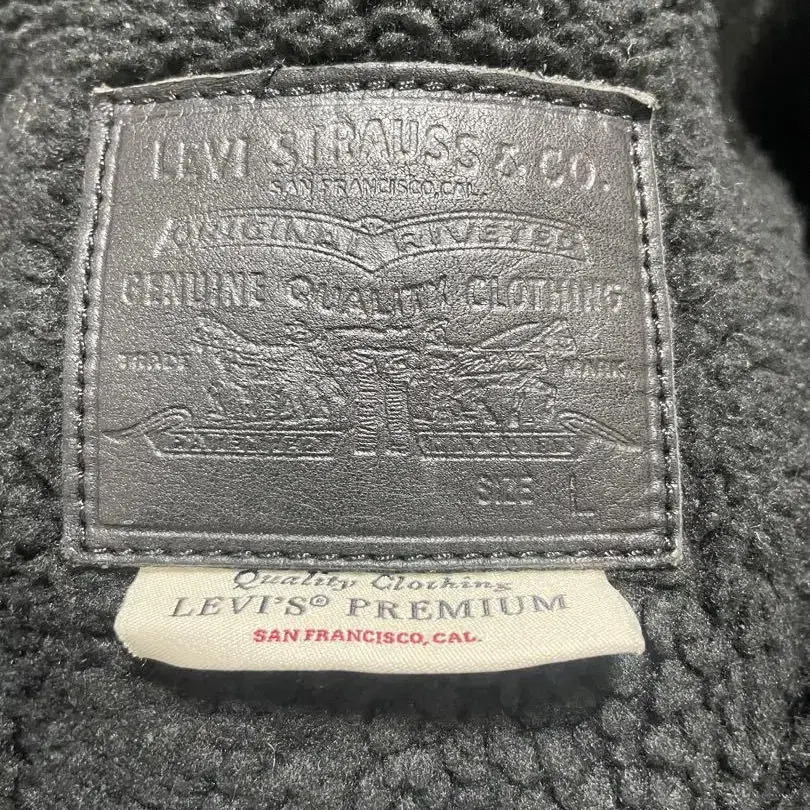 LEVI STRAUSS & CO.
SAN FRANCISCO, CAL.
ORIGINAL RIVETED
GENUINE QUALITY CLOTHING
TRADE MARK.
PATENTED
SIZE L
Quality Clothing
LEVI'S® PREMIUM
SAN FRANCISCO, CAL.